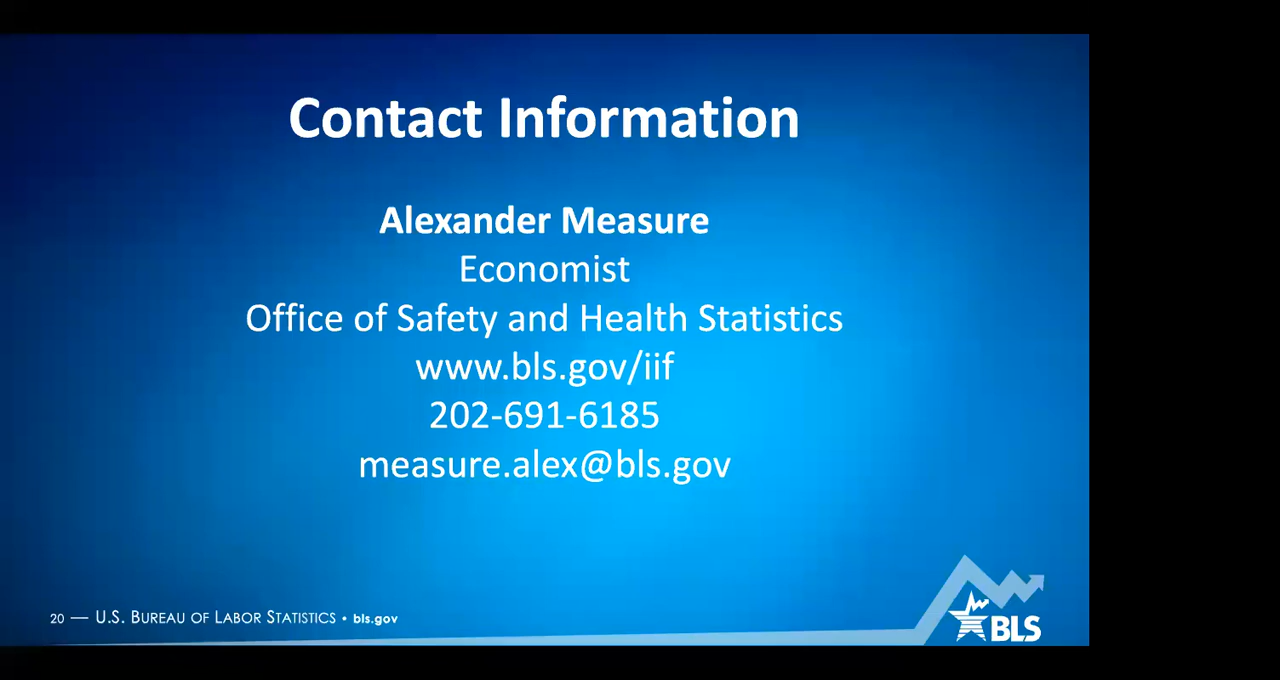 Contact Information
Alexander Measure
Economist
Office of Safety and Health Statistics
www.bls.gov/iif
202-691-6185
measure.alex@bls.gov
20 — U.S. BUREAU OF LABOR STATISTICS • bls.gov
BLS